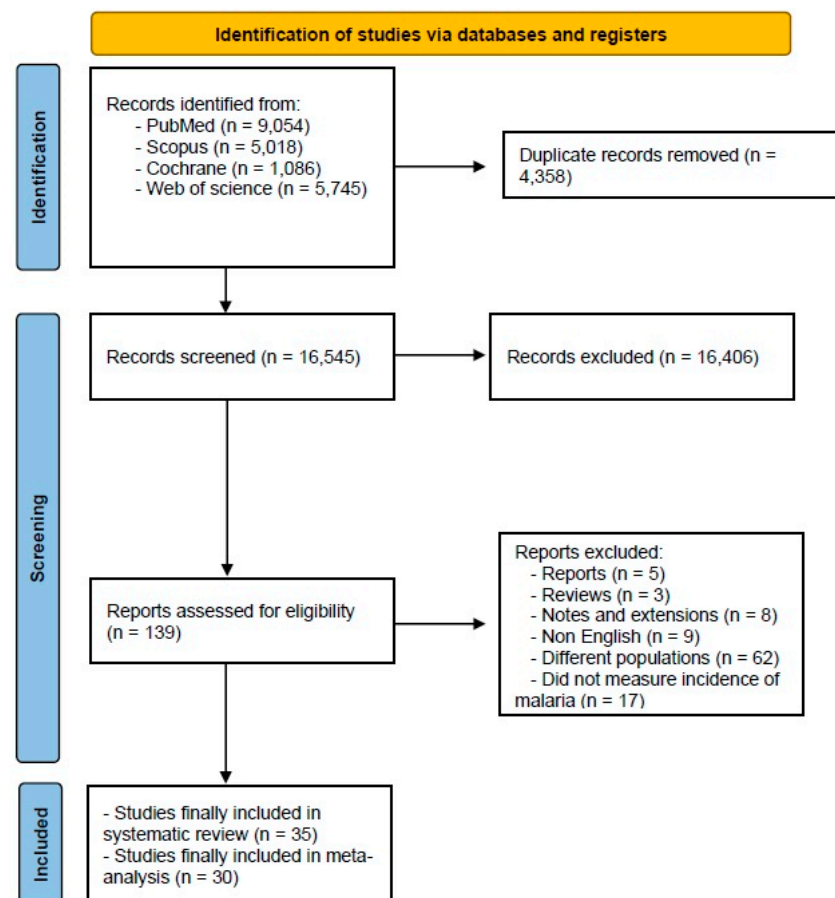 Identification of studies via databases and registers
Identification
Records identified from:
- PubMed (n = 9,054)
- Scopus (n = 5,018)
- Cochrane (n = 1,086)
- Web of science (n = 5,745)
Duplicate records removed (n =
4,358)
Screening
Records screened (n = 16,545)
Records excluded (n = 16,406)
Reports assessed for eligibility
(n = 139)
Reports excluded:
- Reports (n = 5)
- Reviews (n = 3)
- Notes and extensions (n = 8)
- Non English (n = 9)
- Different populations (n = 62)
- Did not measure incidence of
malaria (n = 17)
Included
- Studies finally included in
systematic review (n = 35)
- Studies finally included in meta-
analysis (n = 30)